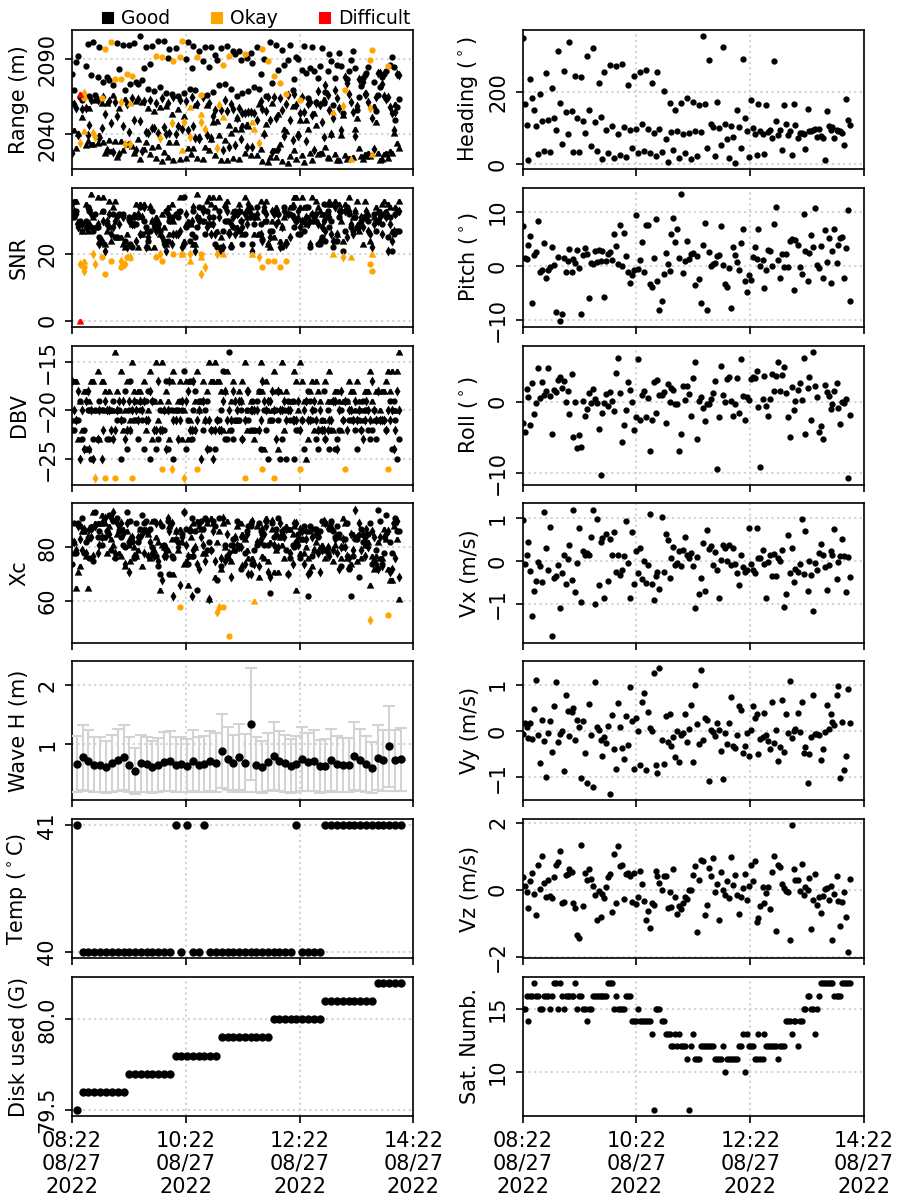 Good Okay Difficult
Range (m)
2090
2040
Heading (°)
200
0
SNR
20
0
Pitch (°)
10
0
−10
DBV
−15
−20
−25
Roll (°)
0
−10
Xc
80
60
Vx (m/s)
1
0
−1
Wave H (m)
2
1
Vy (m/s)
1
0
−1
Temp (°C)
41
40
Vz (m/s)
2
0
−2
Disk used (G)
80.0
79.5
Sat. Numb.
15
10
08:22 10:22 12:22 14:22
08/27 08/27 08/27 08/27
2022 2022 2022 2022
08:22 10:22 12:22 14:22
08/27 08/27 08/27 08/27
2022 2022 2022 2022